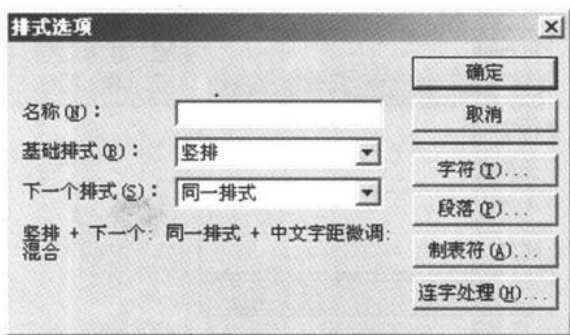 排式选项
确定
名称(N)：
取消
基础排式(B)： 竖排
字符(T)...
下一个排式(S)： 同一排式
段落(P)...
竖排 + 下一个: 同一排式 + 中文字距微调:
混合
制表符(A)...
连字处理(H)...